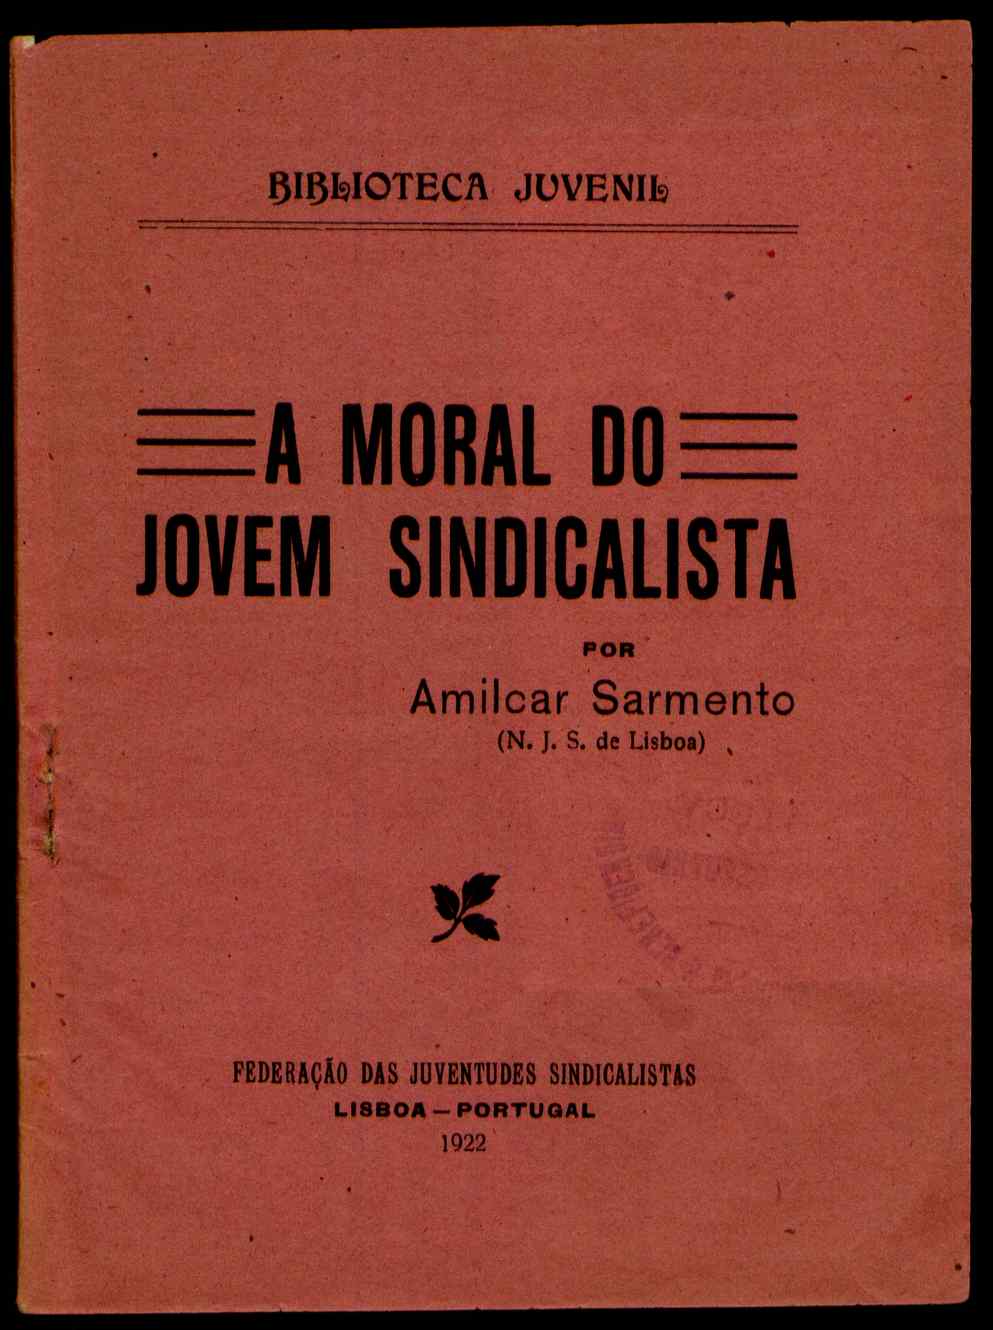 BIBLIOTECA JUVENIL
A MORAL DO
JOVEM SINDICALISTA
POR
Amilcar Sarmento
(N. J. S. de Lisboa)
FEDERAÇÃO DAS JUVENTUDES SINDICALISTAS
LISBOA — PORTUGAL
1922